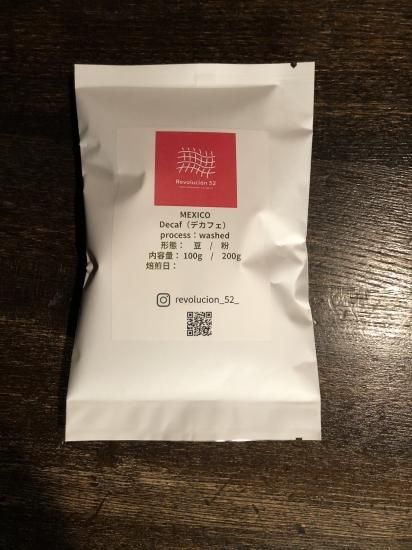 Revolución 52
MEXICO
Decaf（デカフェ）
process：washed
形態： 豆 / 粉
内容量：100g / 200g
焙煎日：
revolucion_52_